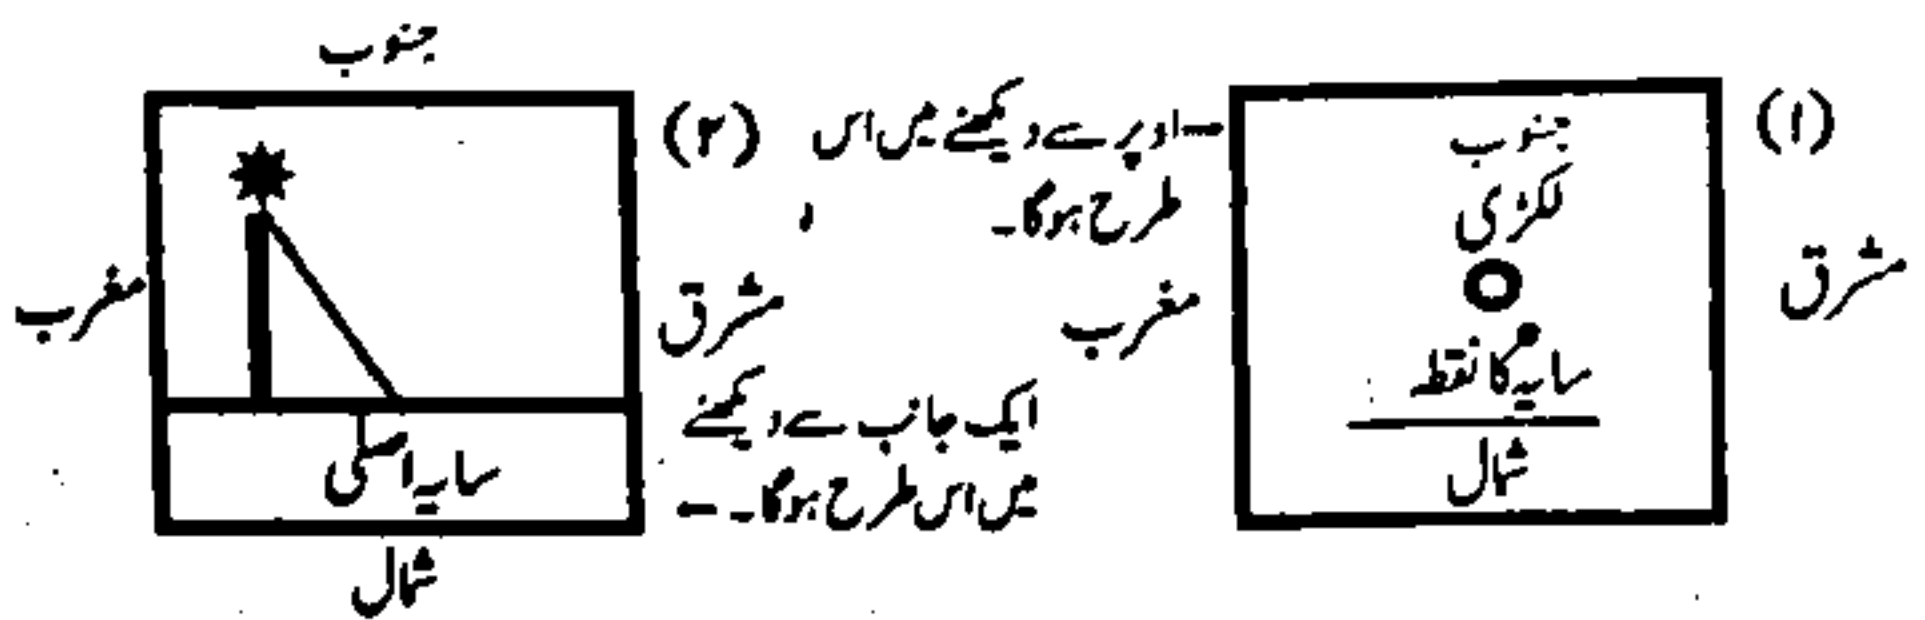 (۱)
جنوب
لکڑی
سایہ کا نقطہ
شمال
مشرق
مغرب
اوپر سے دیکھنے میں اس
طرح ہوگا۔
(۲)
جنوب
مشرق
مغرب
سایہ اصلی
شمال
ایک جانب سے دیکھنے
میں اس طرح ہوگا۔